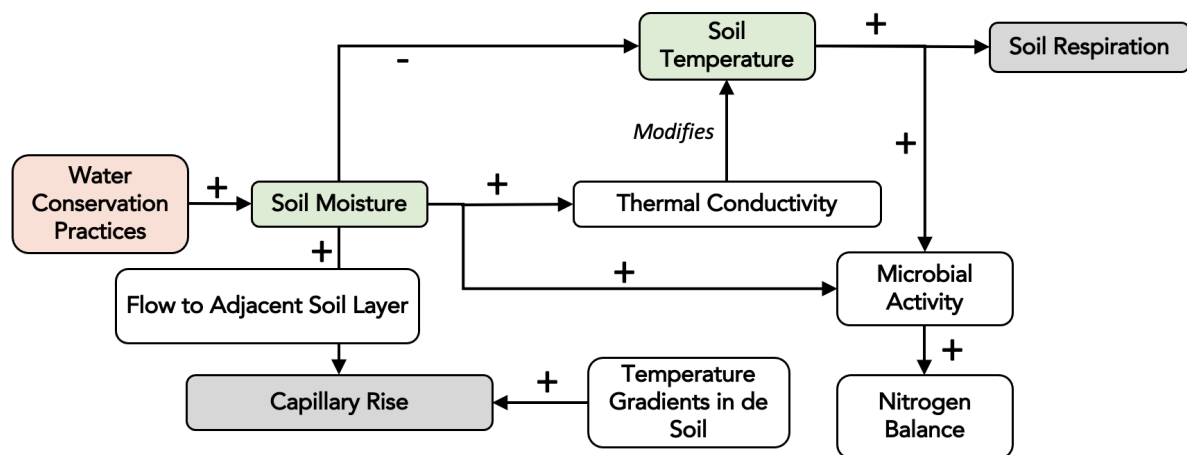 Soil
Temperature
+
Soil Respiration
-
Modifies
+
Water
Conservation
Practices
+
Soil Moisture
+
Thermal Conductivity
+
+
Microbial
Activity
Flow to Adjacent Soil Layer
+
Capillary Rise
+
Temperature
Gradients in de
Soil
Nitrogen
Balance